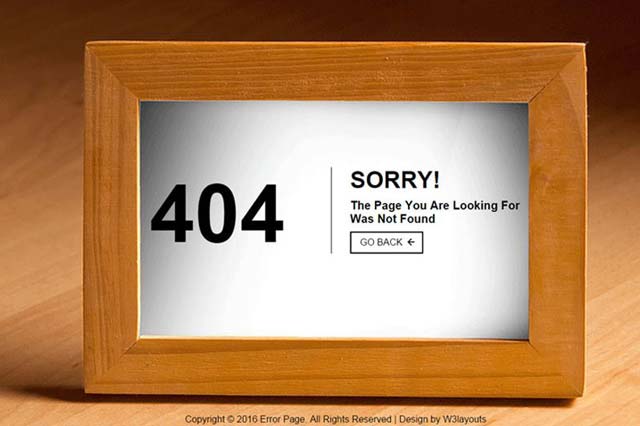 404
SORRY!
The Page You Are Looking For
Was Not Found
GO BACK ←
Copyright © 2016 Error Page. All Rights Reserved | Design by W3layouts